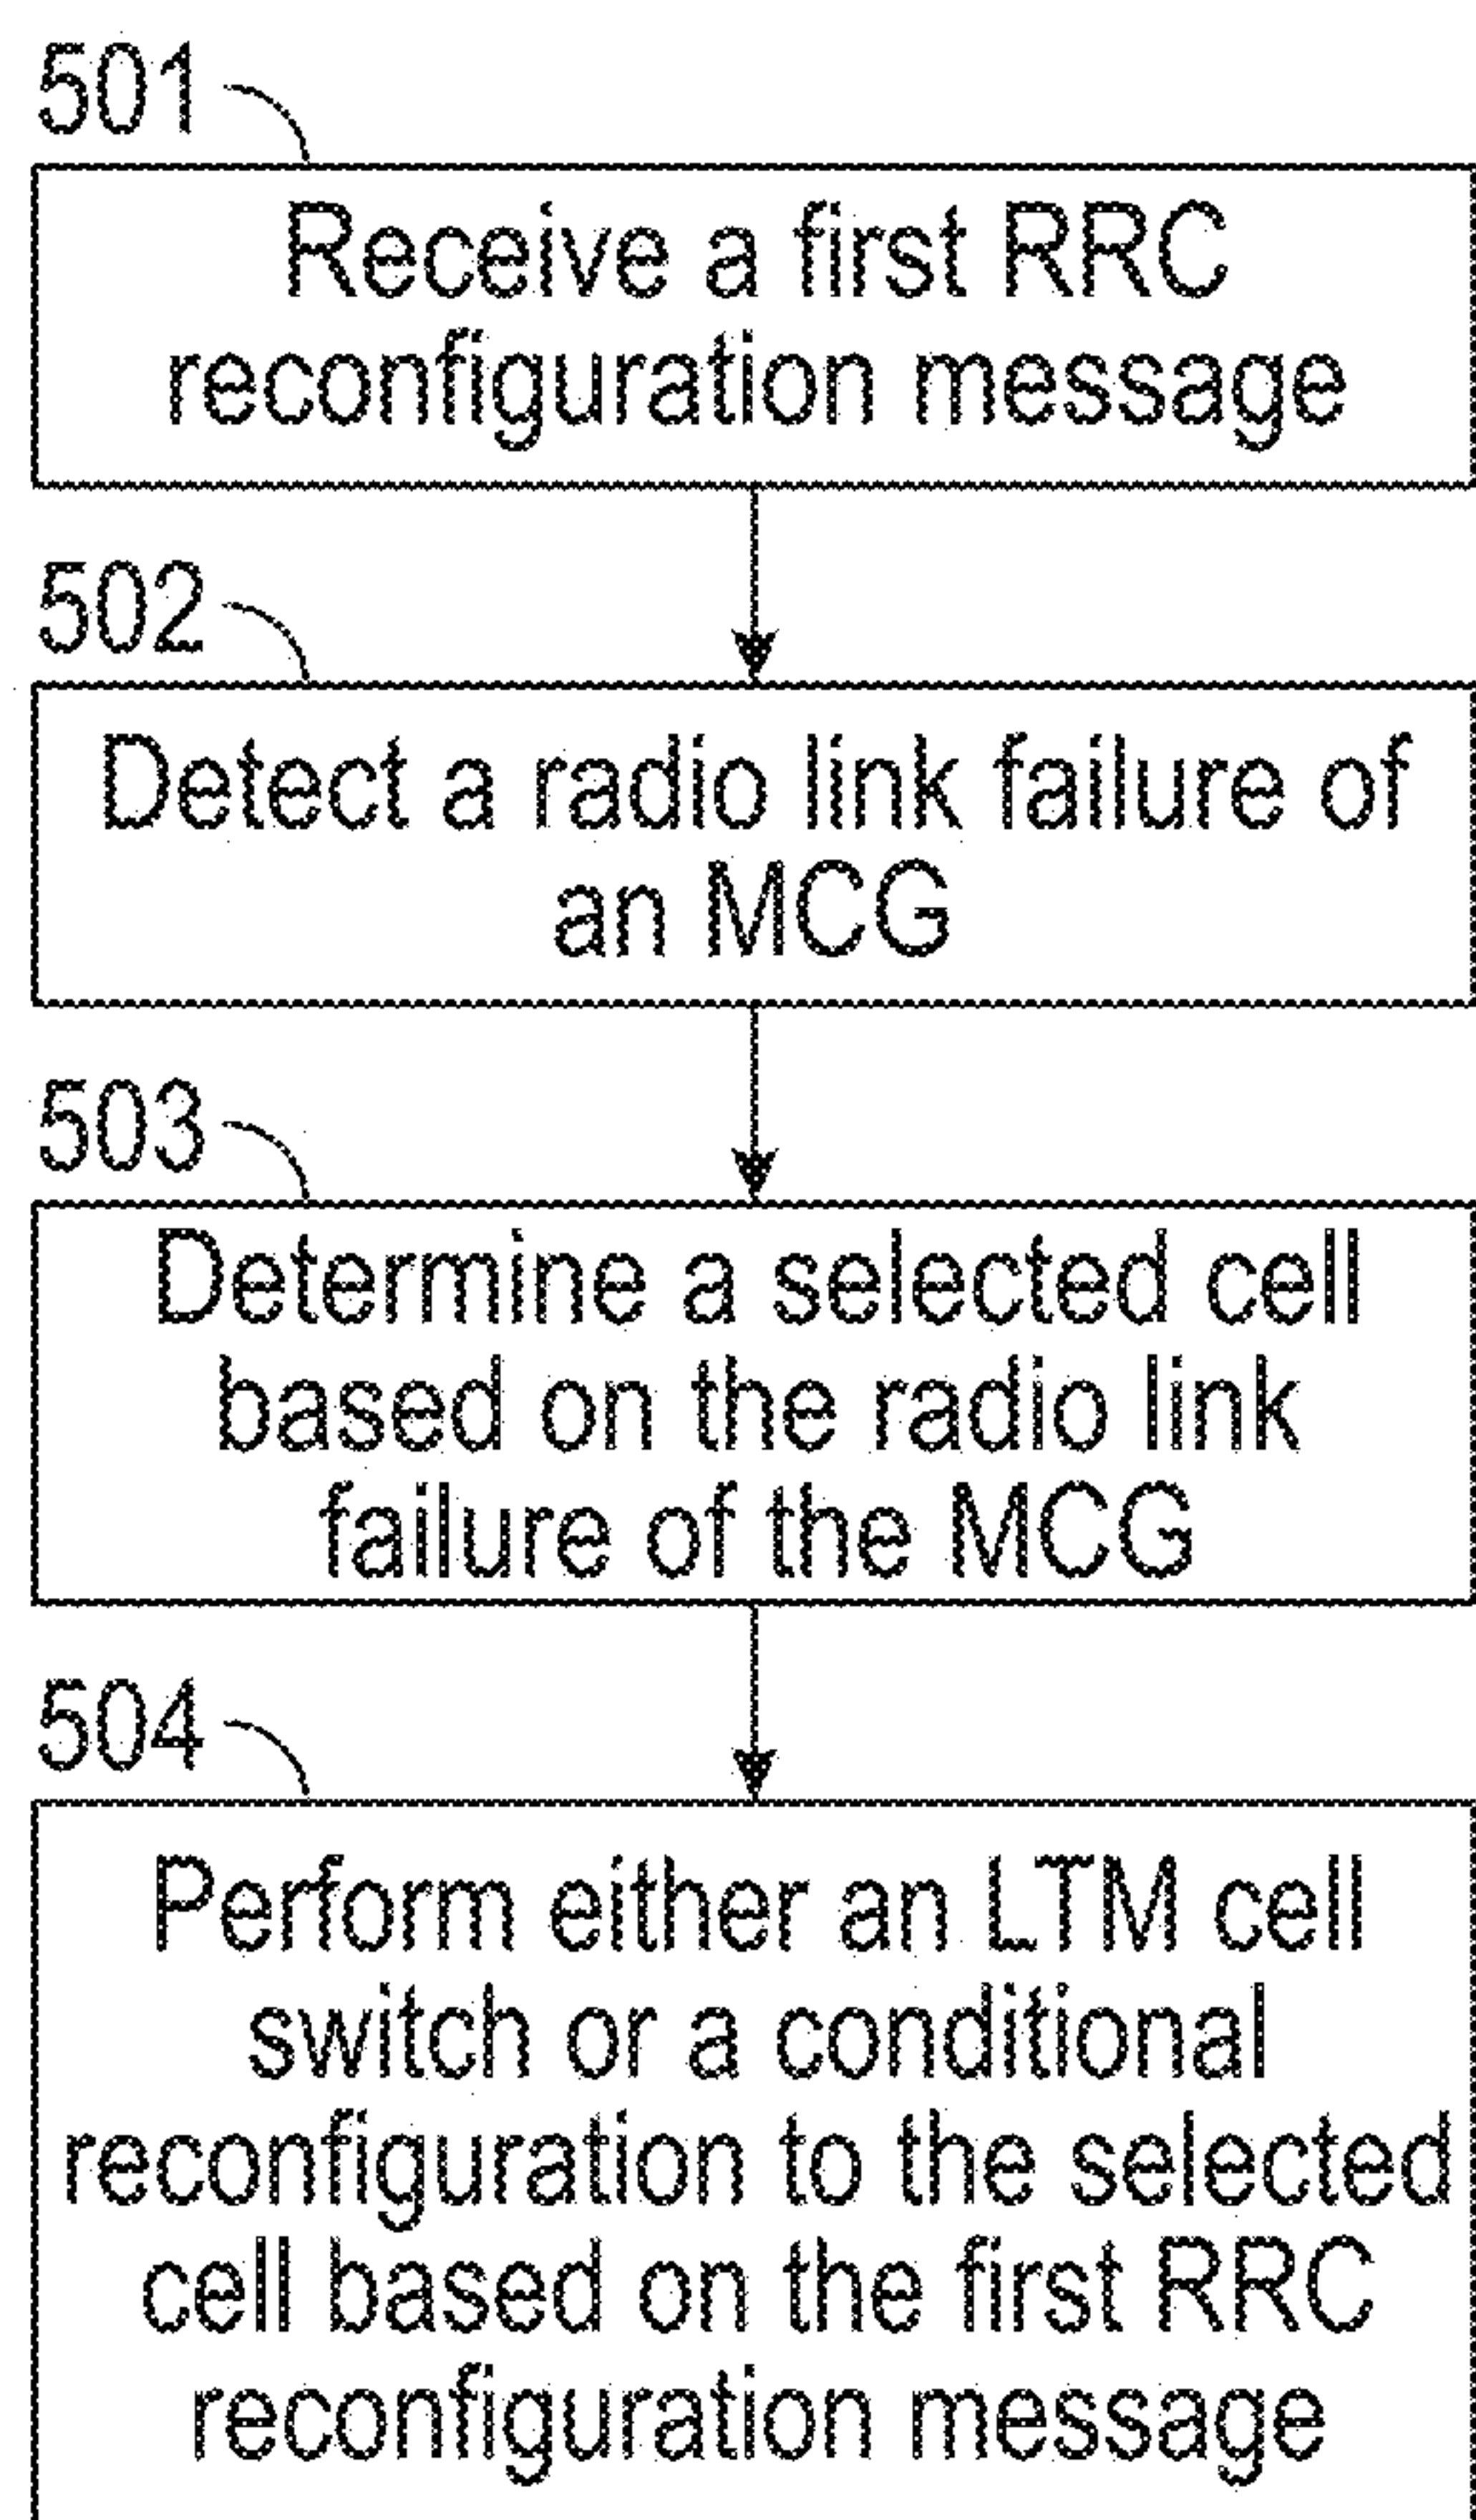 501
Receive a first RRC
reconfiguration message
502
Detect a radio link failure of
an MCG
503
Determine a selected cell
based on the radio link
failure of the MCG
504
Perform either an LTM cell
switch or a conditional
reconfiguration to the selected
cell based on the first RRC
reconfiguration message